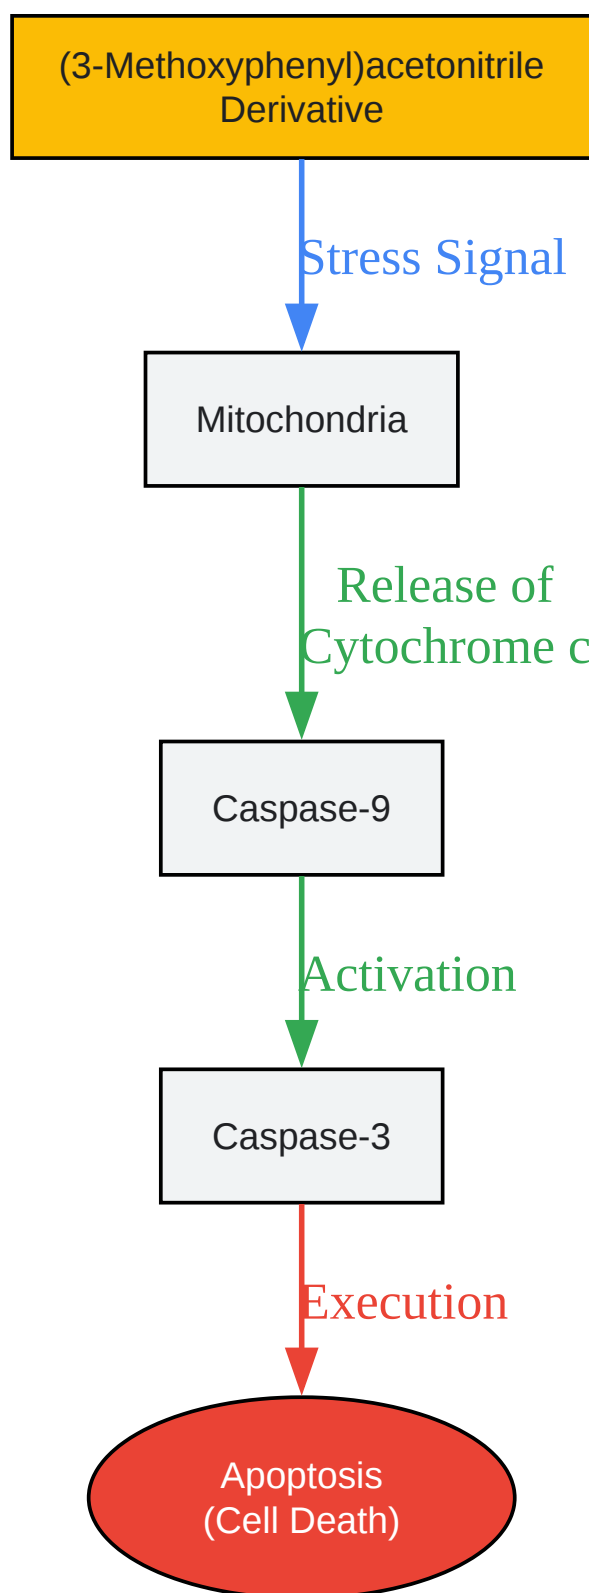 (3-Methoxyphenyl)acetonitrile
Derivative
Stress Signal
Mitochondria
Release of
Cytochrome c
Caspase-9
Activation
Caspase-3
Execution
Apoptosis
(Cell Death)